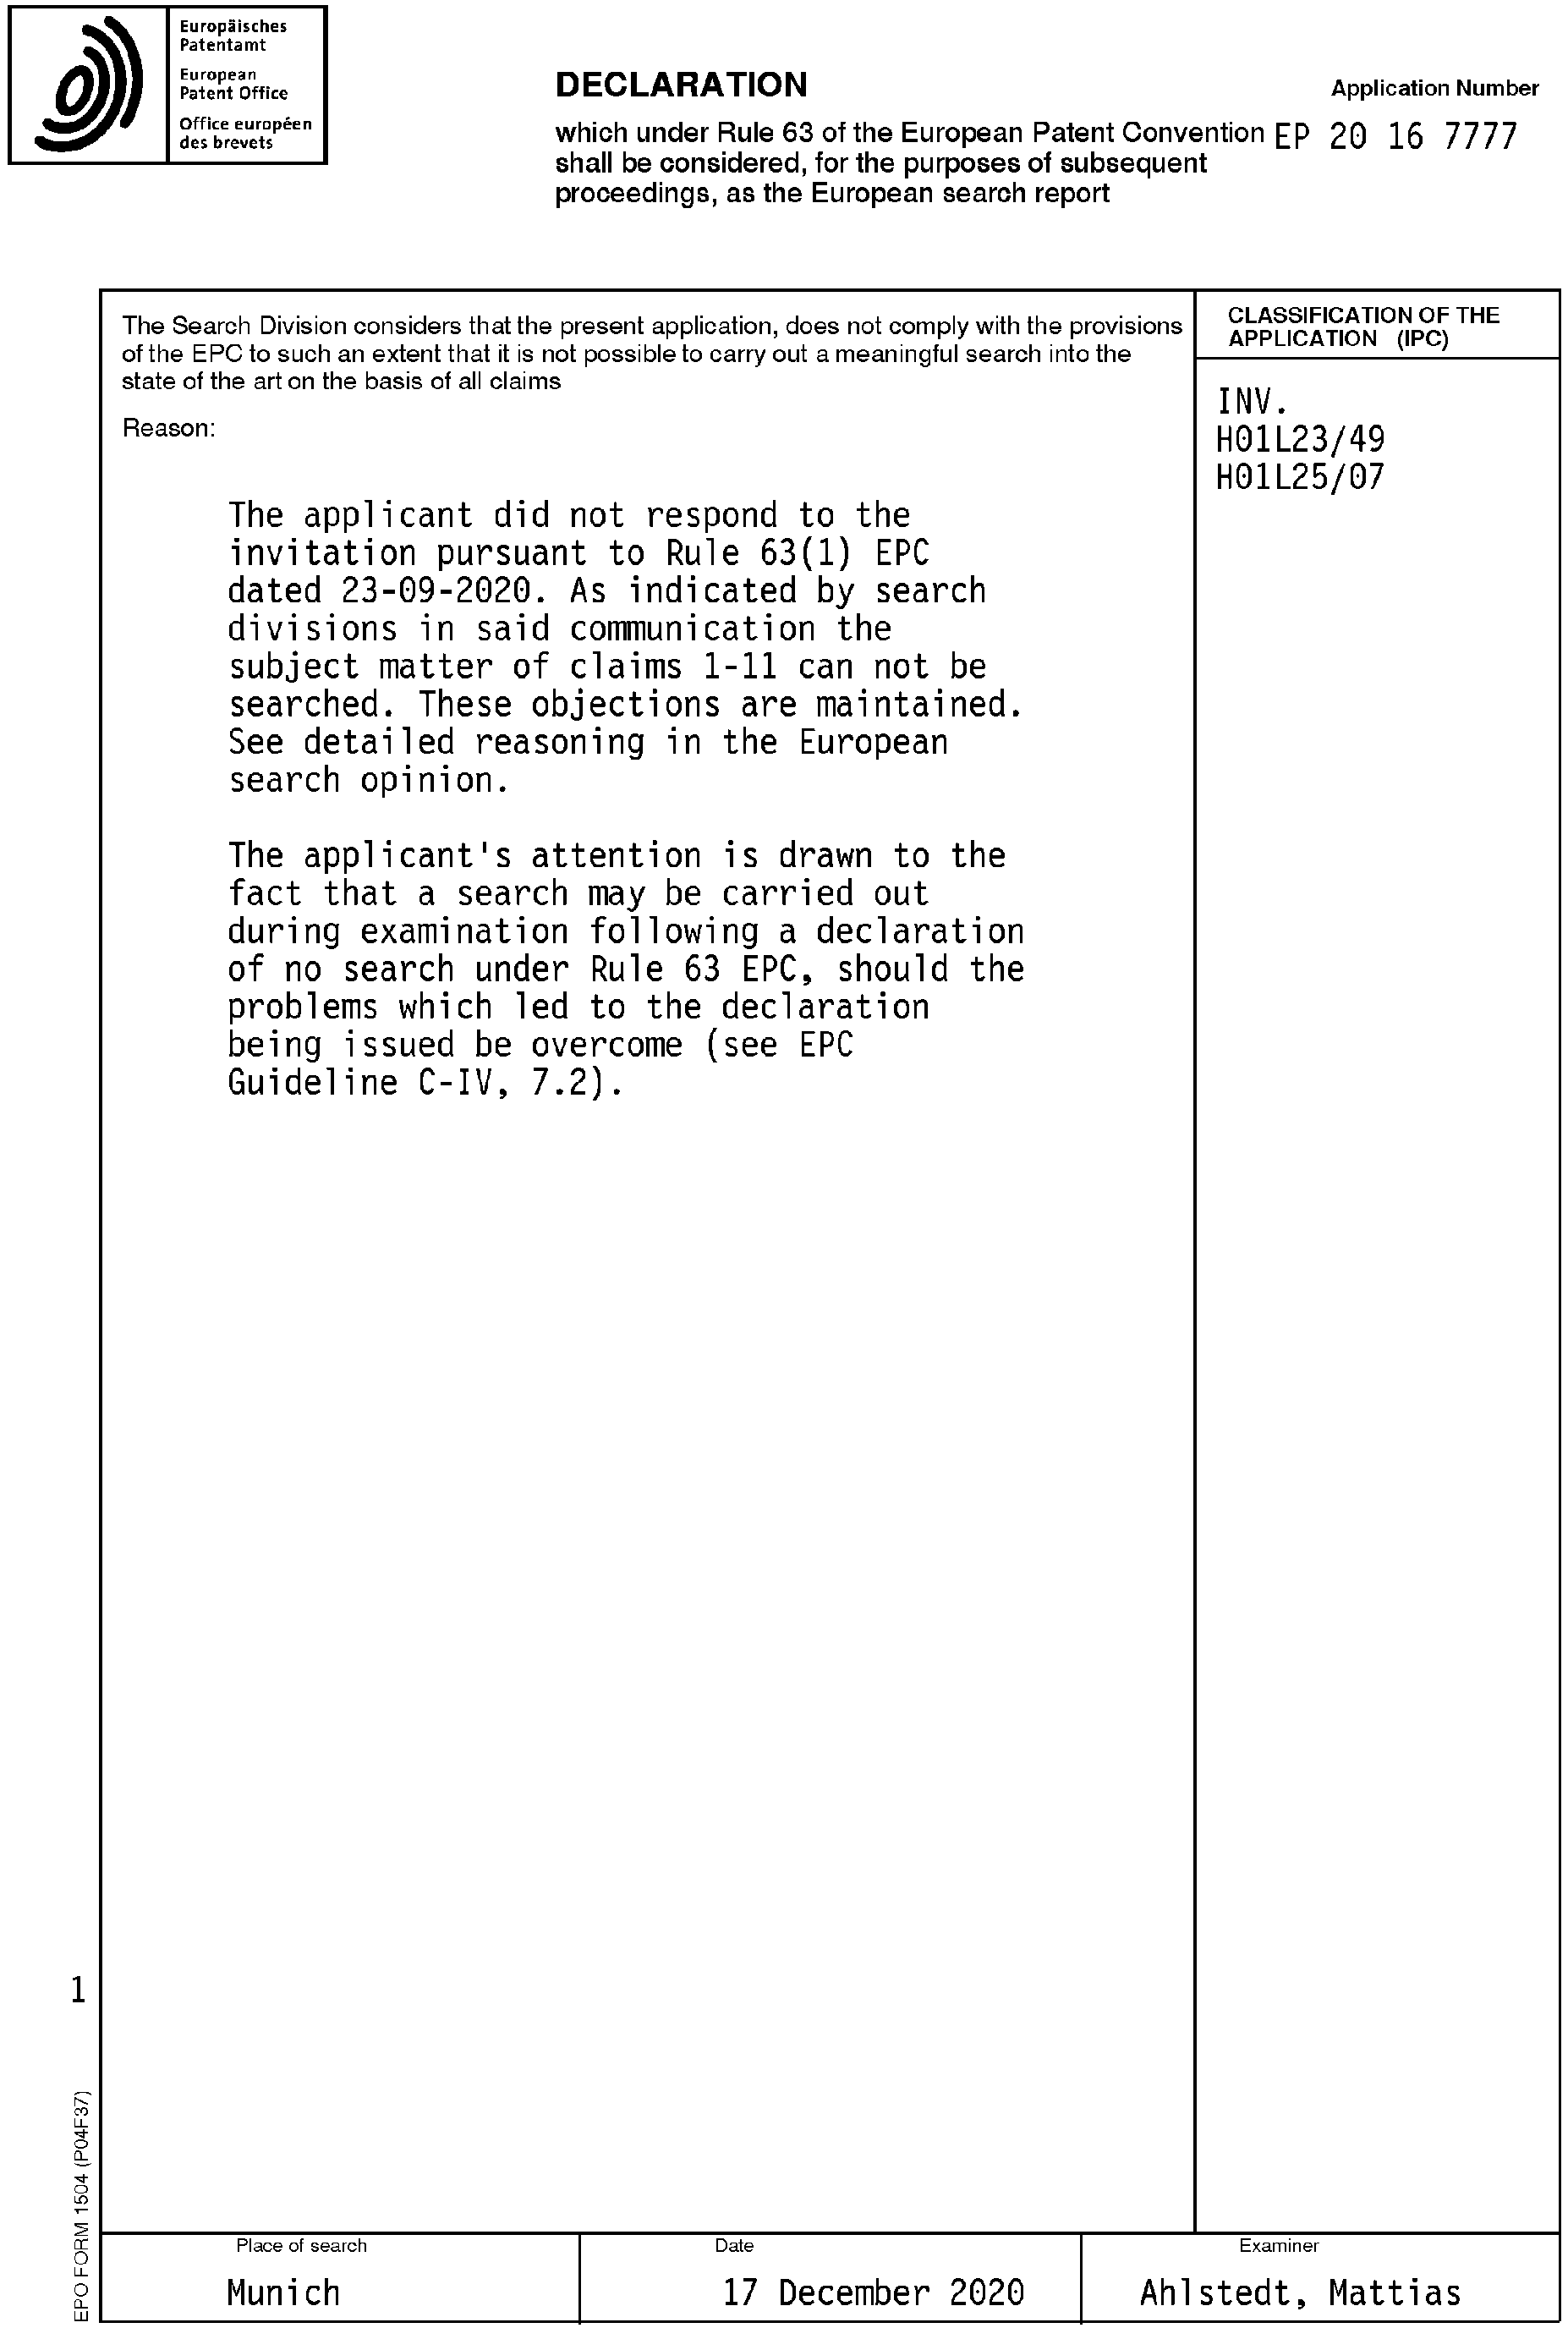 Europäisches
Patentamt
European
Patent Office
Office européen
des brevets
DECLARATION
which under Rule 63 of the European Patent Convention
shall be considered, for the purposes of subsequent
proceedings, as the European search report
Application Number
EP 20 16 7777
The Search Division considers that the present application, does not comply with the provisions
of the EPC to such an extent that it is not possible to carry out a meaningful search into the
state of the art on the basis of all claims
Reason:
The applicant did not respond to the
invitation pursuant to Rule 63(1) EPC
dated 23-09-2020. As indicated by search
divisions in said communication the
subject matter of claims 1-11 can not be
searched. These objections are maintained.
See detailed reasoning in the European
search opinion.
The applicant's attention is drawn to the
fact that a search may be carried out
during examination following a declaration
of no search under Rule 63 EPC, should the
problems which led to the declaration
being issued be overcome (see EPC
Guideline C-IV, 7.2).
CLASSIFICATION OF THE
APPLICATION (IPC)
INV.
H01L23/49
H01L25/07
1
EPO FORM 1504 (P04F37)
Place of search
Munich
Date
17 December 2020
Examiner
Ahlstedt, Mattias